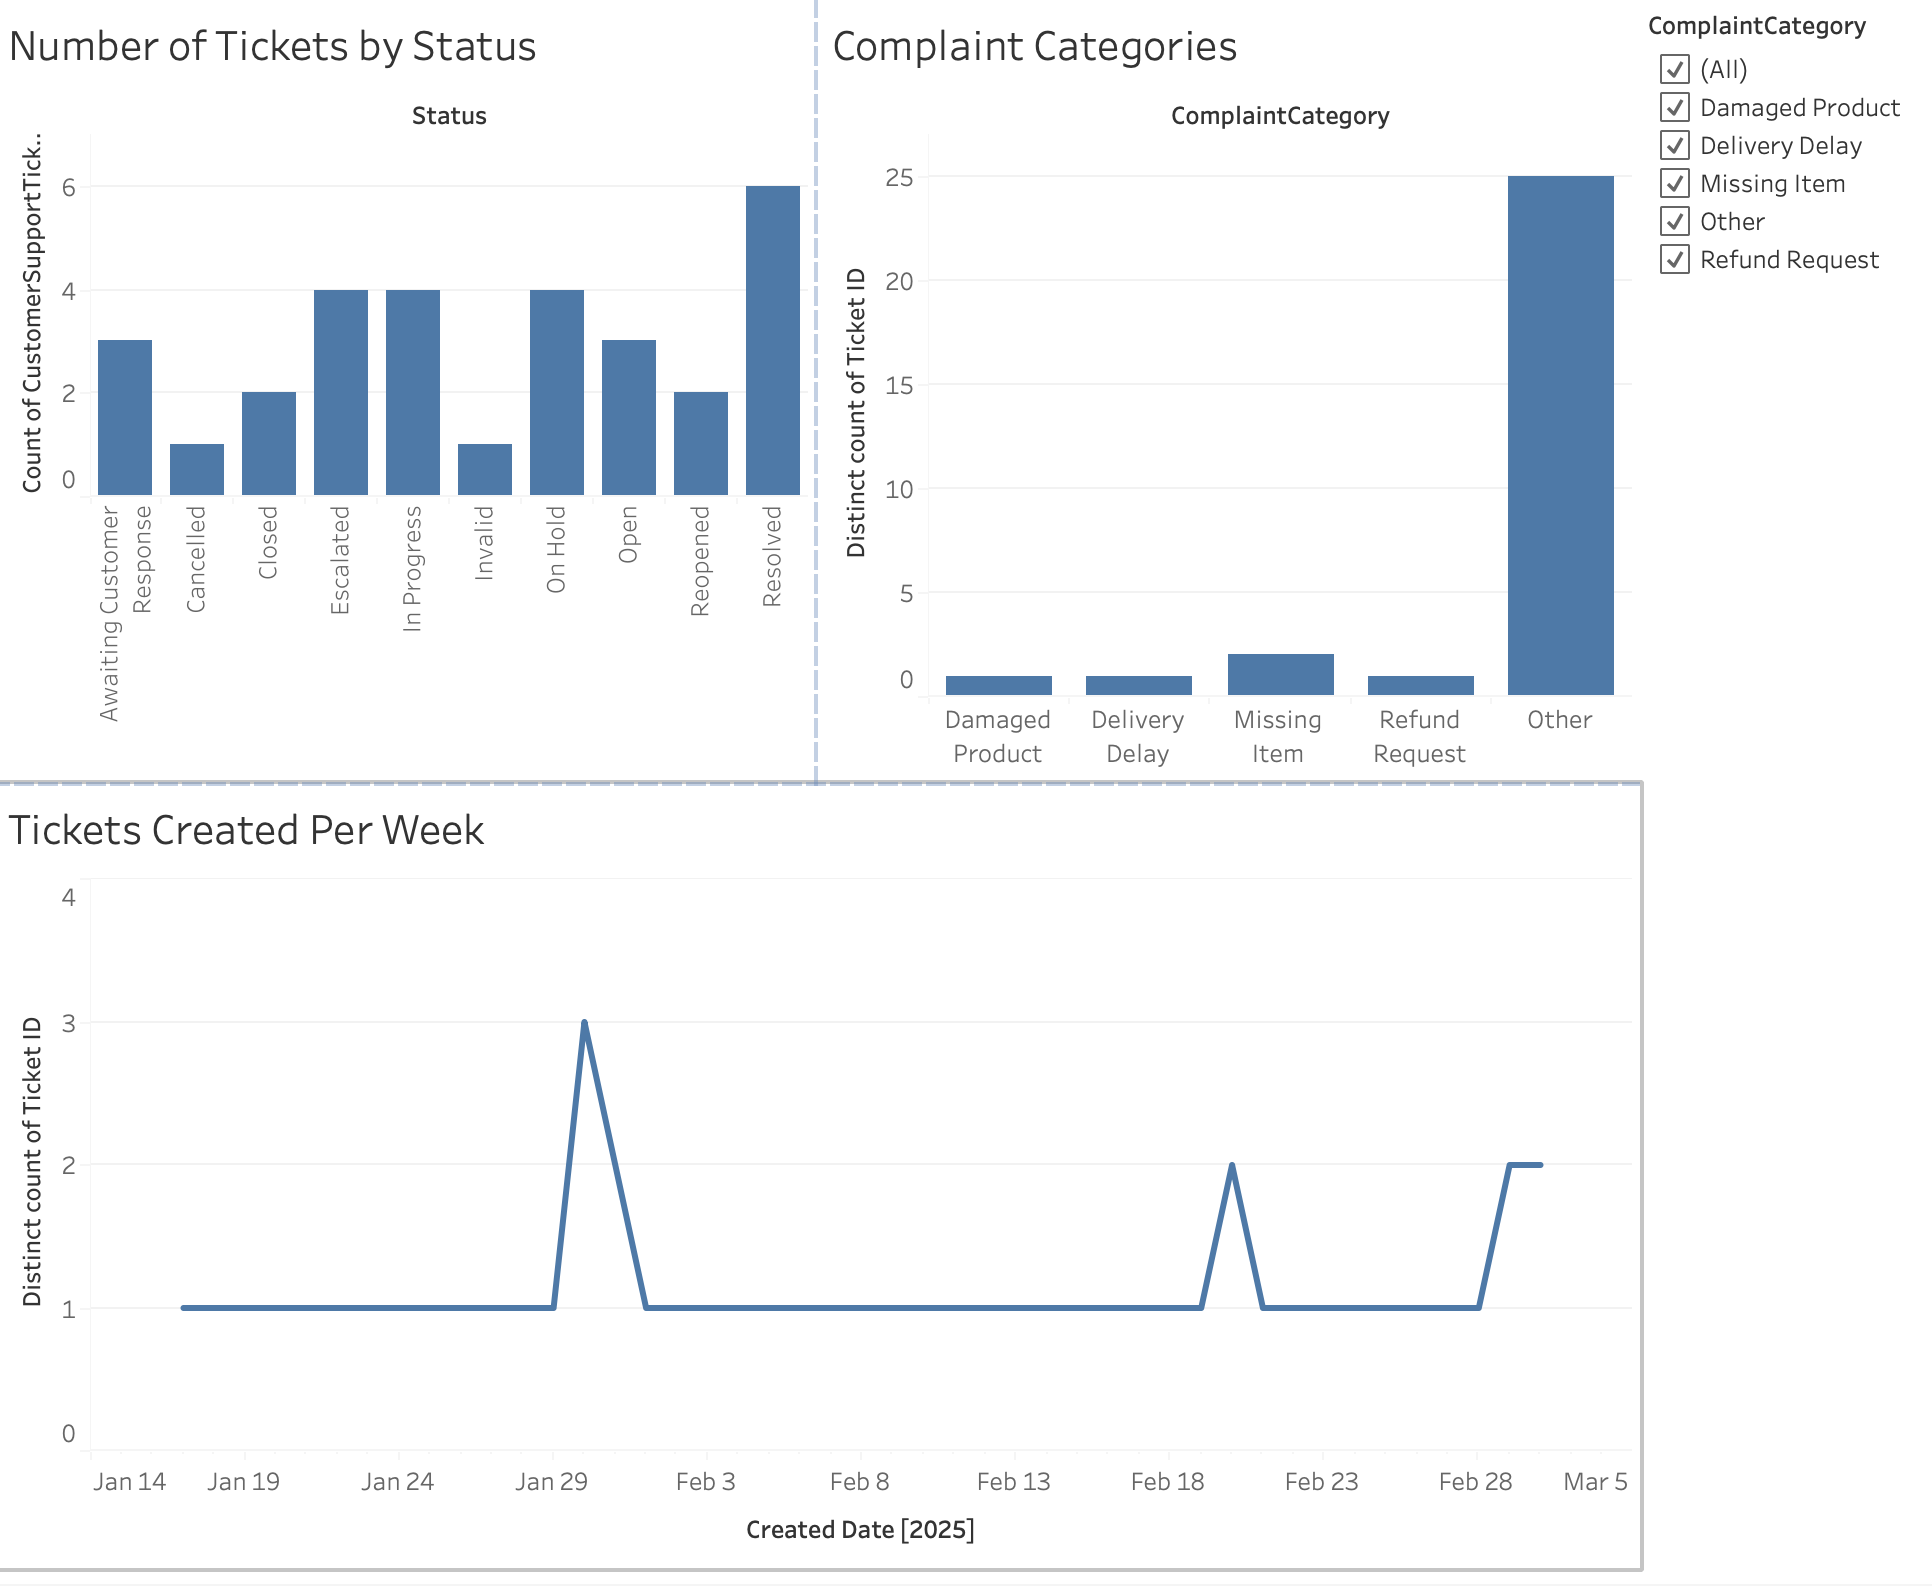 Number of Tickets by Status
Status
Count of CustomerSupportTick..
6
4
2
0
Awaiting Customer
Response
Cancelled
Closed
Escalated
In Progress
Invalid
On Hold
Open
Reopened
Resolved
Complaint Categories
ComplaintCategory
Distinct count of Ticket ID
25
20
15
10
5
0
Damaged
Product
Delivery
Delay
Missing
Item
Refund
Request
Other
ComplaintCategory
(All)
Damaged Product
Delivery Delay
Missing Item
Other
Refund Request
Tickets Created Per Week
Distinct count of Ticket ID
4
3
2
1
0
Jan 14 Jan 19 Jan 24 Jan 29 Feb 3 Feb 8 Feb 13 Feb 18 Feb 23 Feb 28 Mar 5
Created Date [2025]